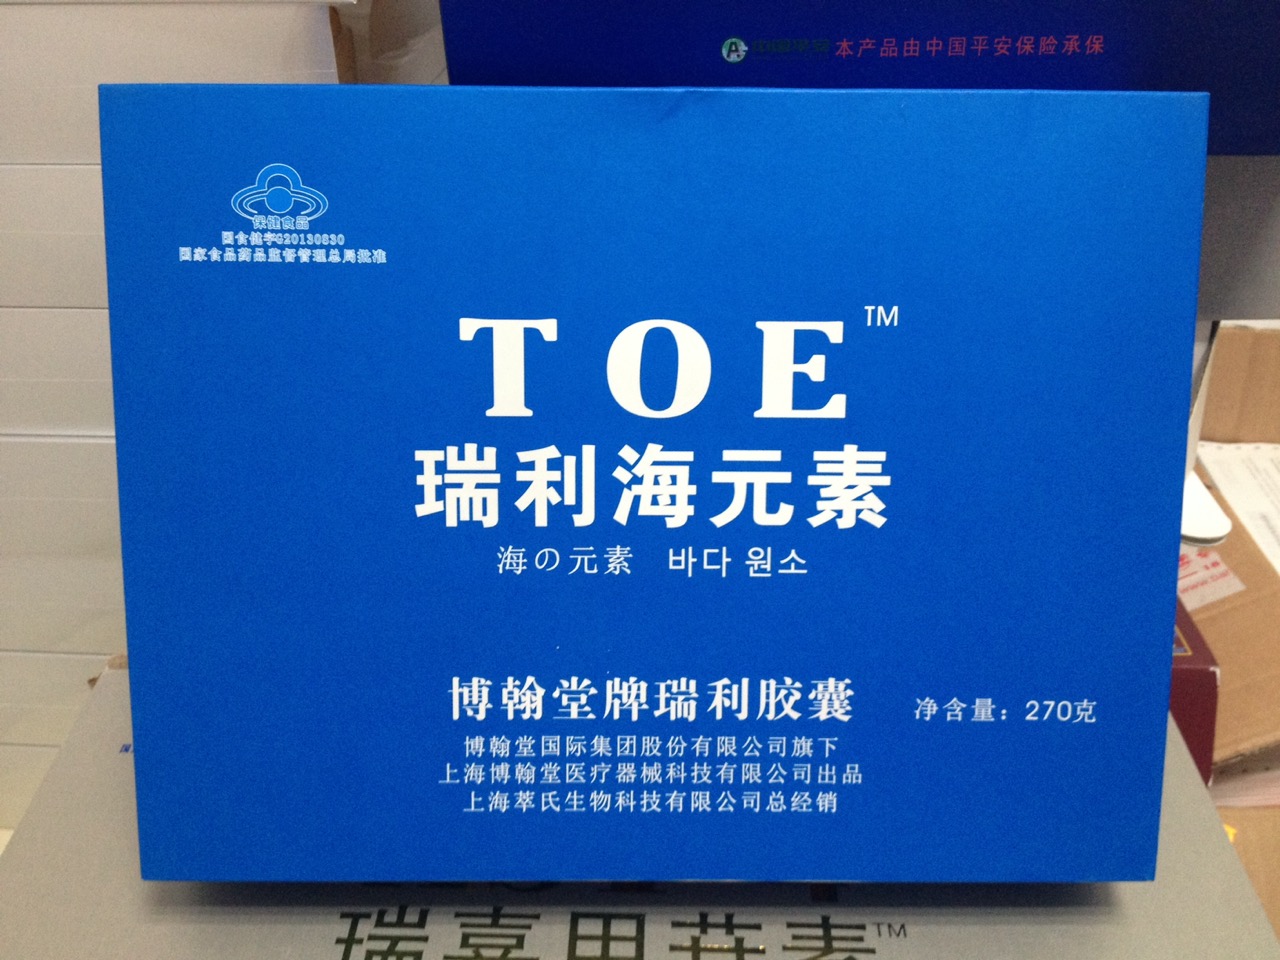 中国平安 本产品由中国平安保险承保
保健食品
国食健字G20130830
国家食品药品监督管理总局批准
TOE™
瑞利海元素
海の元素 바다 원소
博翰堂牌瑞利胶囊 净含量：270克
博翰堂国际集团股份有限公司旗下
上海博翰堂医疗器械科技有限公司出品
上海萃氏生物科技有限公司总经销